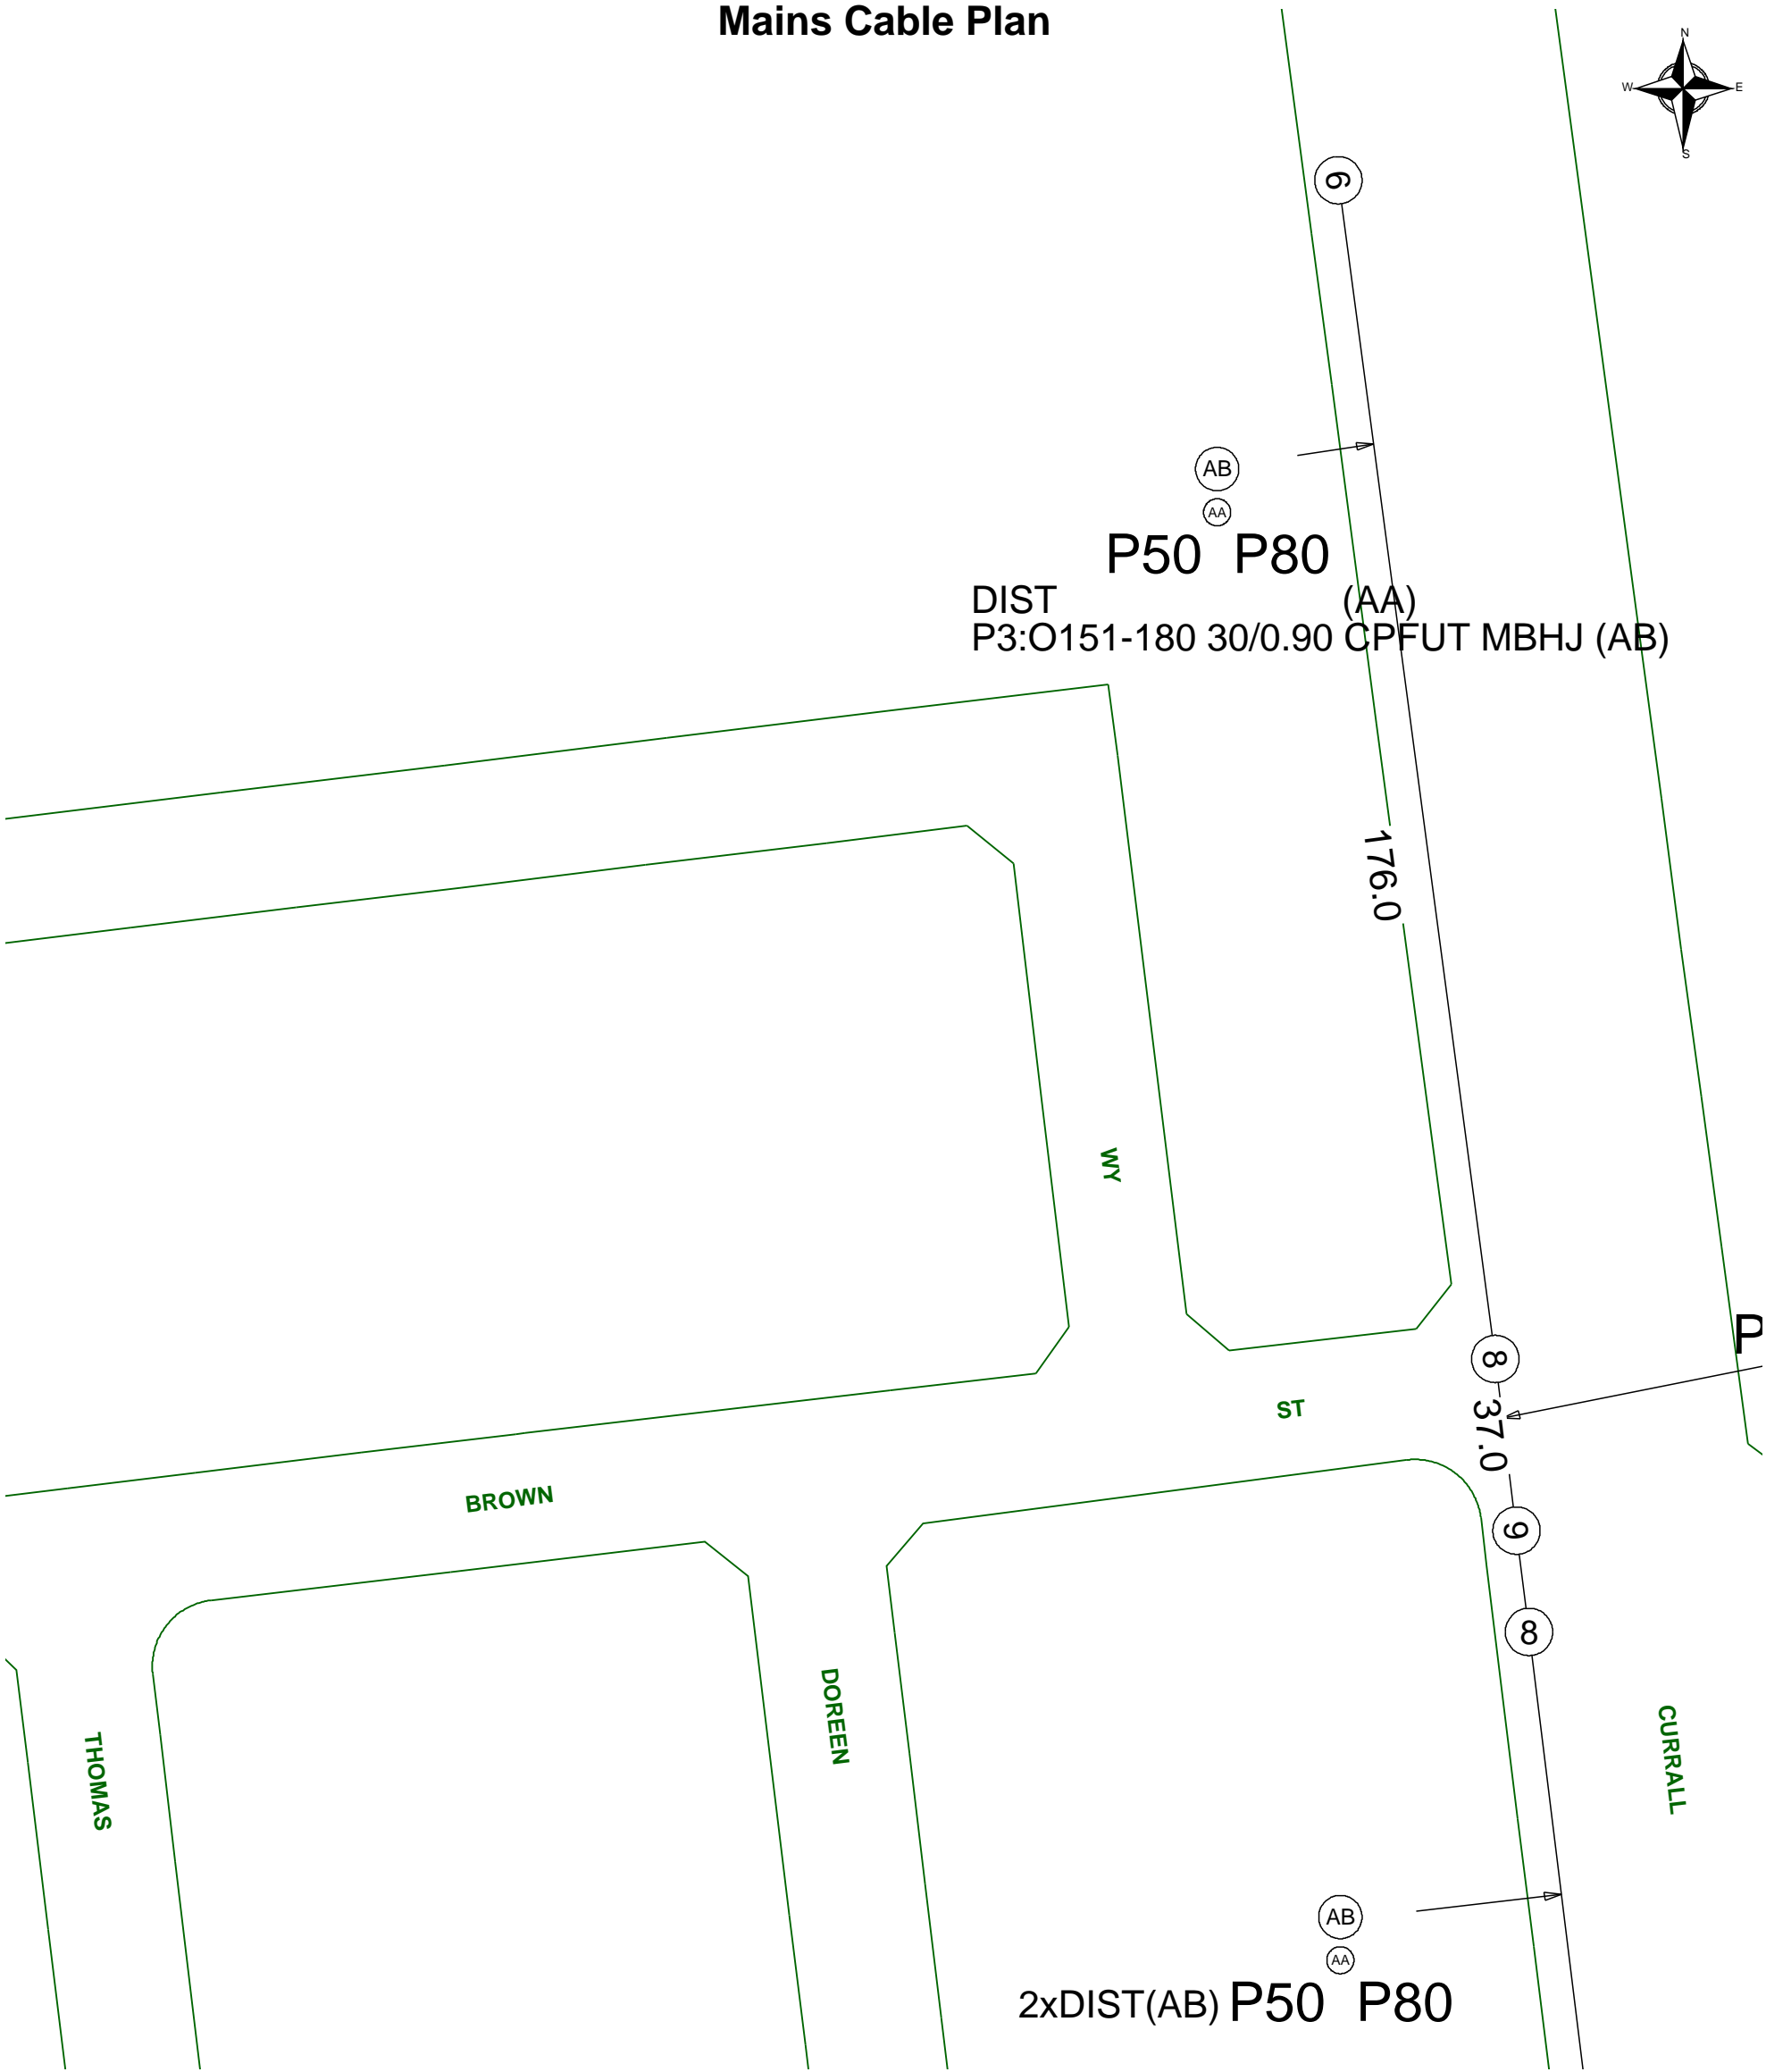 Mains Cable Plan
N
W E
S
6
AB
AA
P50 P80
DIST (AA)
P3:O151-180 30/0.90 CPFUT MBHJ (AB)
176.0
WY
P
8
37.0
ST
BROWN
9
8
DOREEN
THOMAS
CURRALL
AB
AA
2xDIST(AB) P50 P80